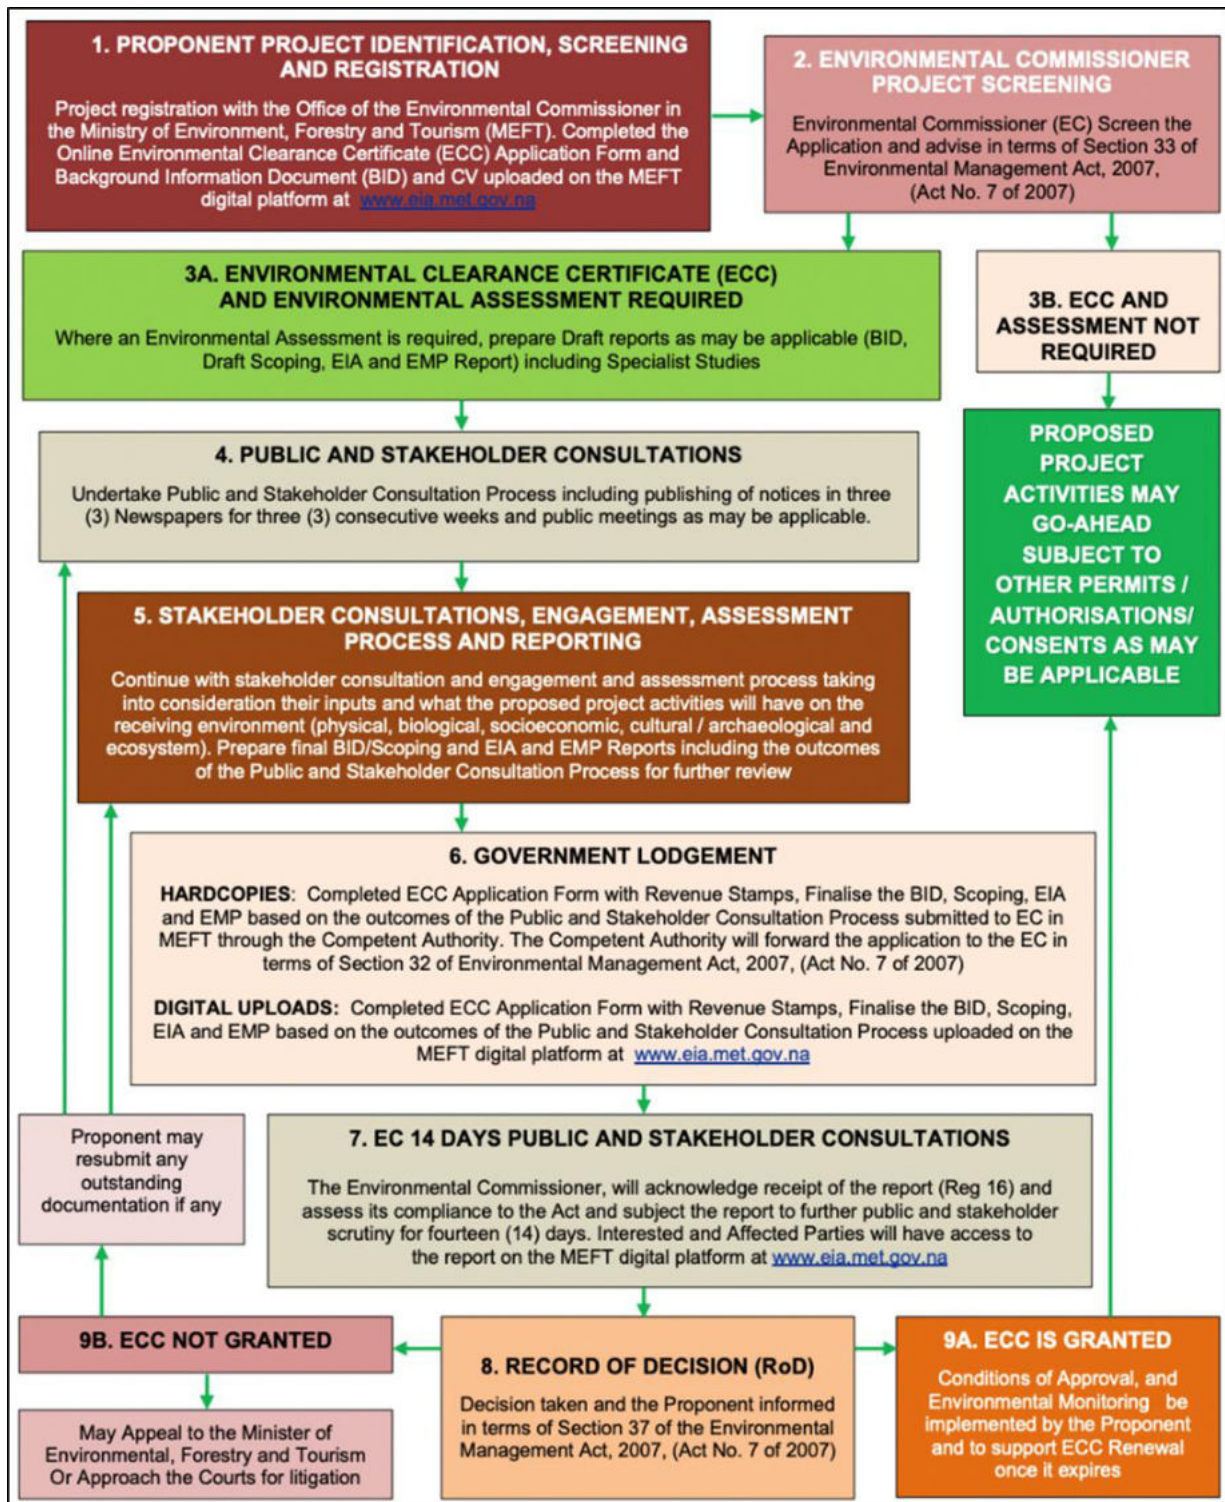 1. PROPONENT PROJECT IDENTIFICATION, SCREENING
AND REGISTRATION
Project registration with the Office of the Environmental Commissioner in
the Ministry of Environment, Forestry and Tourism (MEFT). Completed the
Online Environmental Clearance Certificate (ECC) Application Form and
Background Information Document (BID) and CV uploaded on the MEFT
digital platform at www.eia.met.gov.na
2. ENVIRONMENTAL COMMISSIONER
PROJECT SCREENING
Environmental Commissioner (EC) Screen the
Application and advise in terms of Section 33 of
Environmental Management Act, 2007,
(Act No. 7 of 2007)
3A. ENVIRONMENTAL CLEARANCE CERTIFICATE (ECC)
AND ENVIRONMENTAL ASSESSMENT REQUIRED
Where an Environmental Assessment is required, prepare Draft reports as may be applicable (BID,
Draft Scoping, EIA and EMP Report) including Specialist Studies
3B. ECC AND
ASSESSMENT NOT
REQUIRED
4. PUBLIC AND STAKEHOLDER CONSULTATIONS
Undertake Public and Stakeholder Consultation Process including publishing of notices in three
(3) Newspapers for three (3) consecutive weeks and public meetings as may be applicable.
PROPOSED
PROJECT
ACTIVITIES MAY
GO-AHEAD
SUBJECT TO
OTHER PERMITS /
AUTHORISATIONS/
CONSENTS AS MAY
BE APPLICABLE
5. STAKEHOLDER CONSULTATIONS, ENGAGEMENT, ASSESSMENT
PROCESS AND REPORTING
Continue with stakeholder consultation and engagement and assessment process taking
into consideration their inputs and what the proposed project activities will have on the
receiving environment (physical, biological, socioeconomic, cultural / archaeological and
ecosystem). Prepare final BID/Scoping and EIA and EMP Reports including the outcomes
of the Public and Stakeholder Consultation Process for further review
6. GOVERNMENT LODGEMENT
HARDCOPIES: Completed ECC Application Form with Revenue Stamps, Finalise the BID, Scoping, EIA
and EMP based on the outcomes of the Public and Stakeholder Consultation Process submitted to EC in
MEFT through the Competent Authority. The Competent Authority will forward the application to the EC in
terms of Section 32 of Environmental Management Act, 2007, (Act No. 7 of 2007)
DIGITAL UPLOADS: Completed ECC Application Form with Revenue Stamps, Finalise the BID, Scoping,
EIA and EMP based on the outcomes of the Public and Stakeholder Consultation Process uploaded on the
MEFT digital platform at www.eia.met.gov.na
Proponent may
resubmit any
outstanding
documentation if any
7. EC 14 DAYS PUBLIC AND STAKEHOLDER CONSULTATIONS
The Environmental Commissioner, will acknowledge receipt of the report (Reg 16) and
assess its compliance to the Act and subject the report to further public and stakeholder
scrutiny for fourteen (14) days. Interested and Affected Parties will have access to
the report on the MEFT digital platform at www.eia.met.gov.na
9B. ECC NOT GRANTED
May Appeal to the Minister of
Environmental, Forestry and Tourism
Or Approach the Courts for litigation
8. RECORD OF DECISION (RoD)
Decision taken and the Proponent informed
in terms of Section 37 of the Environmental
Management Act, 2007, (Act No. 7 of 2007)
9A. ECC IS GRANTED
Conditions of Approval, and
Environmental Monitoring be
implemented by the Proponent
and to support ECC Renewal
once it expires